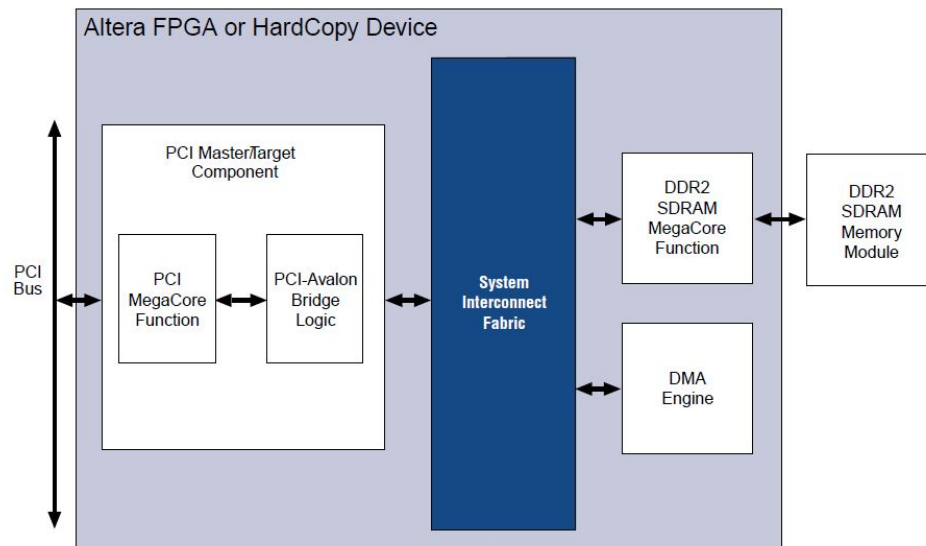 Altera FPGA or HardCopy Device
PCI
Bus
PCI Master/Target
Component
PCI
MegaCore
Function
PCI-Avalon
Bridge
Logic
System
Interconnect
Fabric
DDR2
SDRAM
MegaCore
Function
DDR2
SDRAM
Memory
Module
DMA
Engine